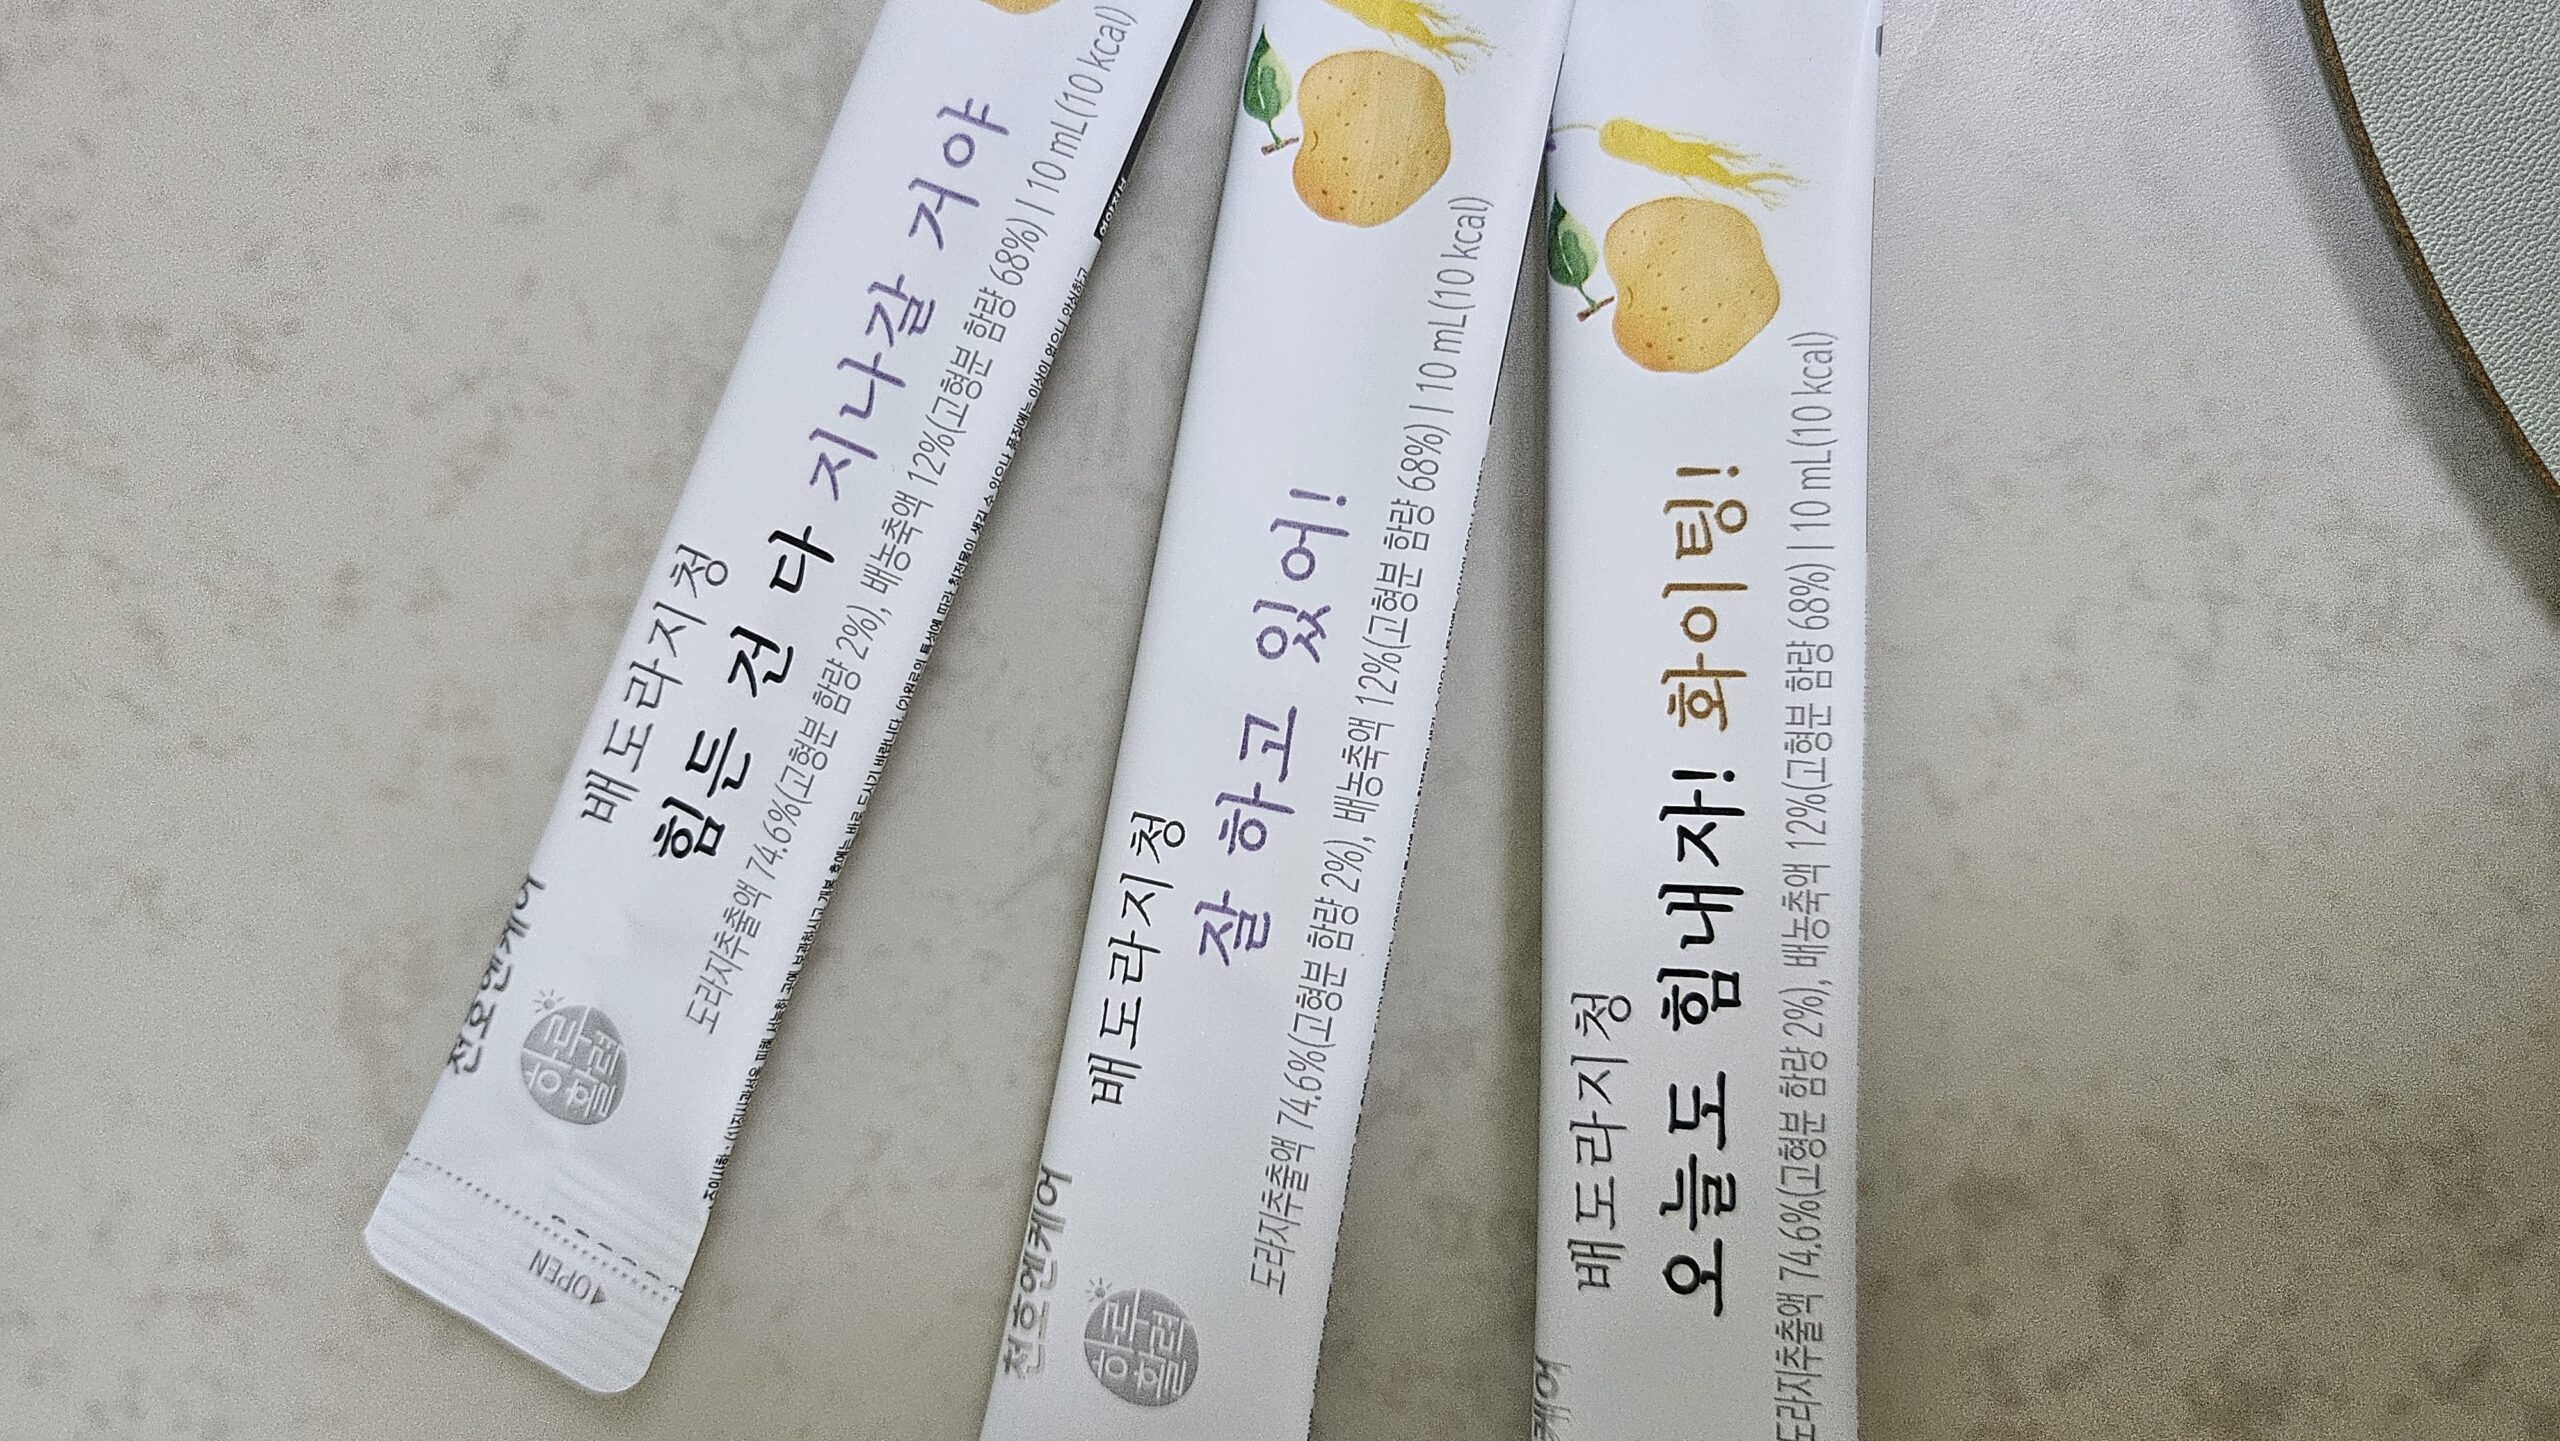 천호엔케어
하루
활력
배도라지청
힘든 건 다 지나갈 거야
도라지추출액 74.6%(고형분 함량 2%), 배농축액 12%(고형분 함량 68%) | 10 mL(10 kcal)
OPEN
천호엔케어
하루
활력
배도라지청
잘 하고 있어!
도라지추출액 74.6%(고형분 함량 2%), 배농축액 12%(고형분 함량 68%) | 10 mL(10 kcal)
케어
배도라지청
오늘도 힘내자! 화이팅!
도라지추출액 74.6%(고형분 함량 2%), 배농축액 12%(고형분 함량 68%) | 10 mL(10 kcal)